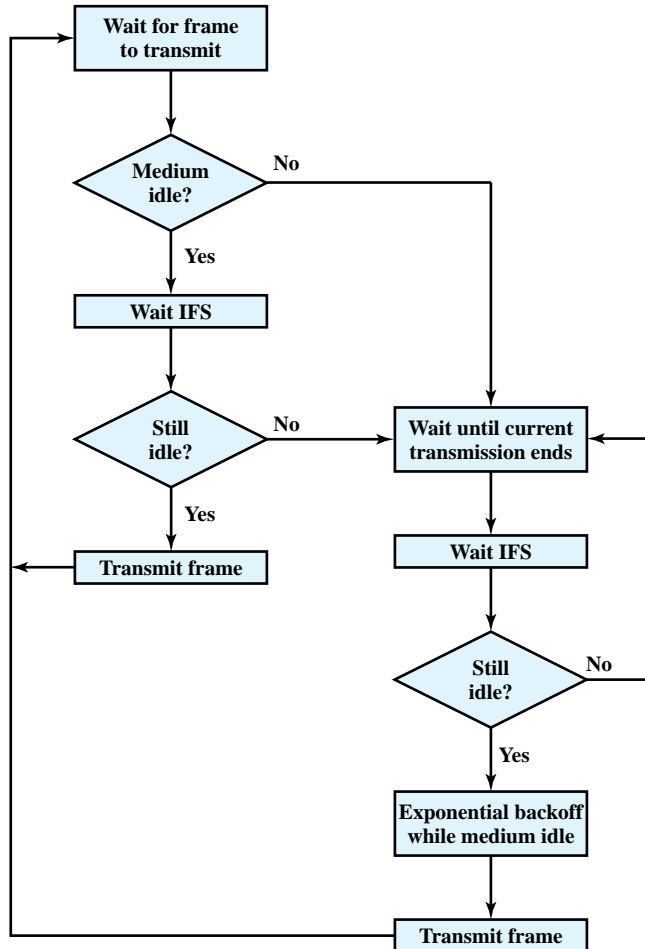 Wait for frame
to transmit
Medium
idle?
No
Yes
Wait IFS
Still
idle?
No
Yes
Transmit frame
Wait until current
transmission ends
Wait IFS
Still
idle?
No
Yes
Exponential backoff
while medium idle
Transmit frame